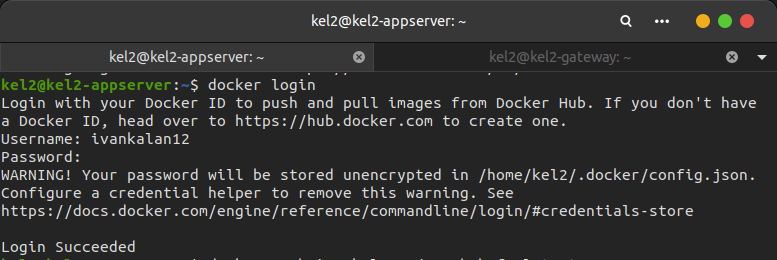 kel2@kel2-appserver: ~
kel2@kel2-appserver: ~
kel2@kel2-gateway: ~
kel2@kel2-appserver:~$ docker login
Login with your Docker ID to push and pull images from Docker Hub. If you don't have
a Docker ID, head over to https://hub.docker.com to create one.
Username: ivankalan12
Password:
WARNING! Your password will be stored unencrypted in /home/kel2/.docker/config.json.
Configure a credential helper to remove this warning. See
https://docs.docker.com/engine/reference/commandline/login/#credentials-store
Login Succeeded